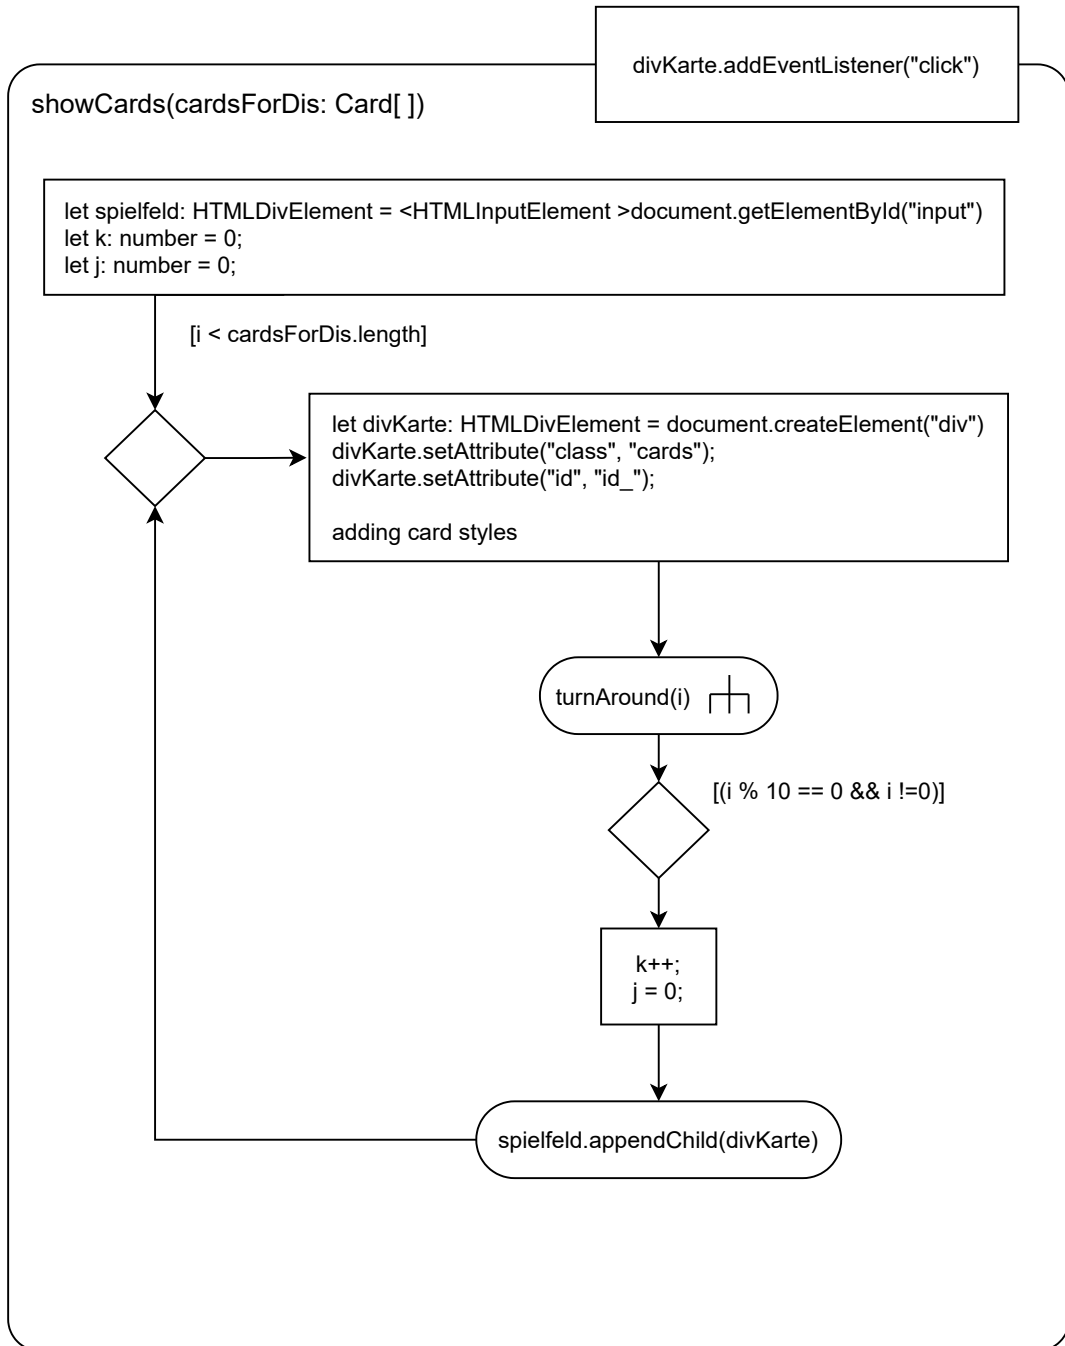 divKarte.addEventListener("click")
showCards(cardsForDis: Card[ ])
let spielfeld: HTMLDivElement = <HTMLInputElement >document.getElementById("input")
let k: number = 0;
let j: number = 0;
[i < cardsForDis.length]
let divKarte: HTMLDivElement = document.createElement("div")
divKarte.setAttribute("class", "cards");
divKarte.setAttribute("id", "id_");
adding card styles
turnAround(i)
[(i % 10 == 0 && i !=0)]
k++;
j = 0;
spielfeld.appendChild(divKarte)